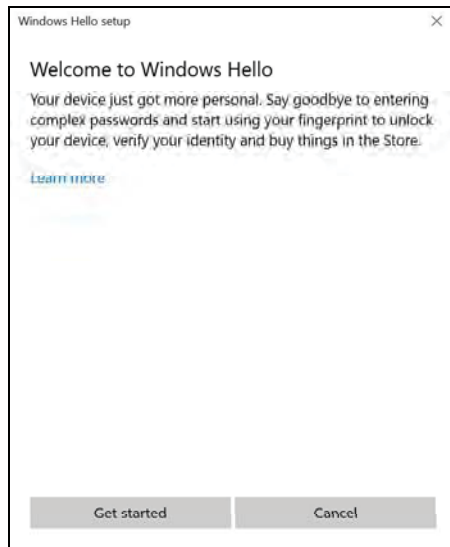 Windows Hello setup
Welcome to Windows Hello
Your device just got more personal. Say goodbye to entering
complex passwords and start using your fingerprint to unlock
your device, verify your identity and buy things in the Store.
Learn more
Get started
Cancel